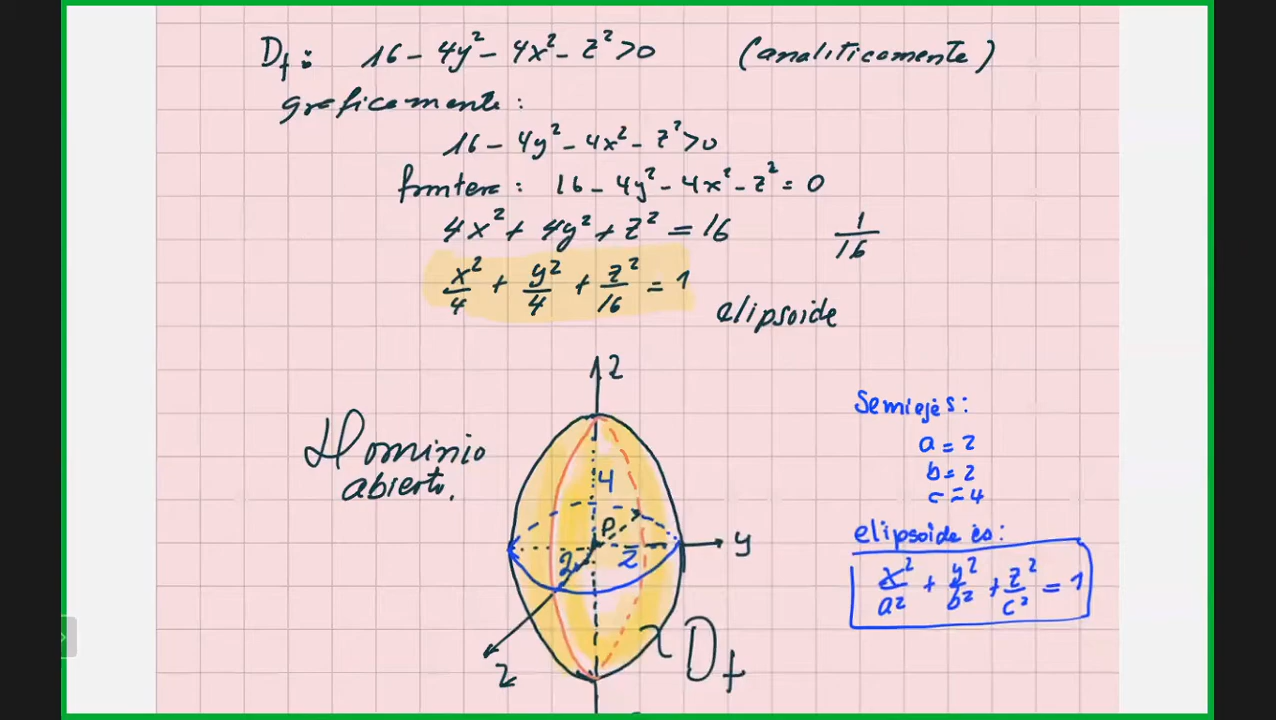 Df: 16 - 4y² - 4x² - z² > 0 (analiticamente)
graficamente:
16 - 4y² - 4x² - z² > 0
frontera: 16 - 4y² - 4x² - z² = 0
4x² + 4y² + z² = 16
1/16
x²/4 + y²/4 + z²/16 = 1
elipsoide
z
Dominio
abierto.
4
y
2
2
z
Df
Semiejes:
a = 2
b = 2
c = 4
elipsoide es:
x²/a² + y²/b² + z²/c² = 1